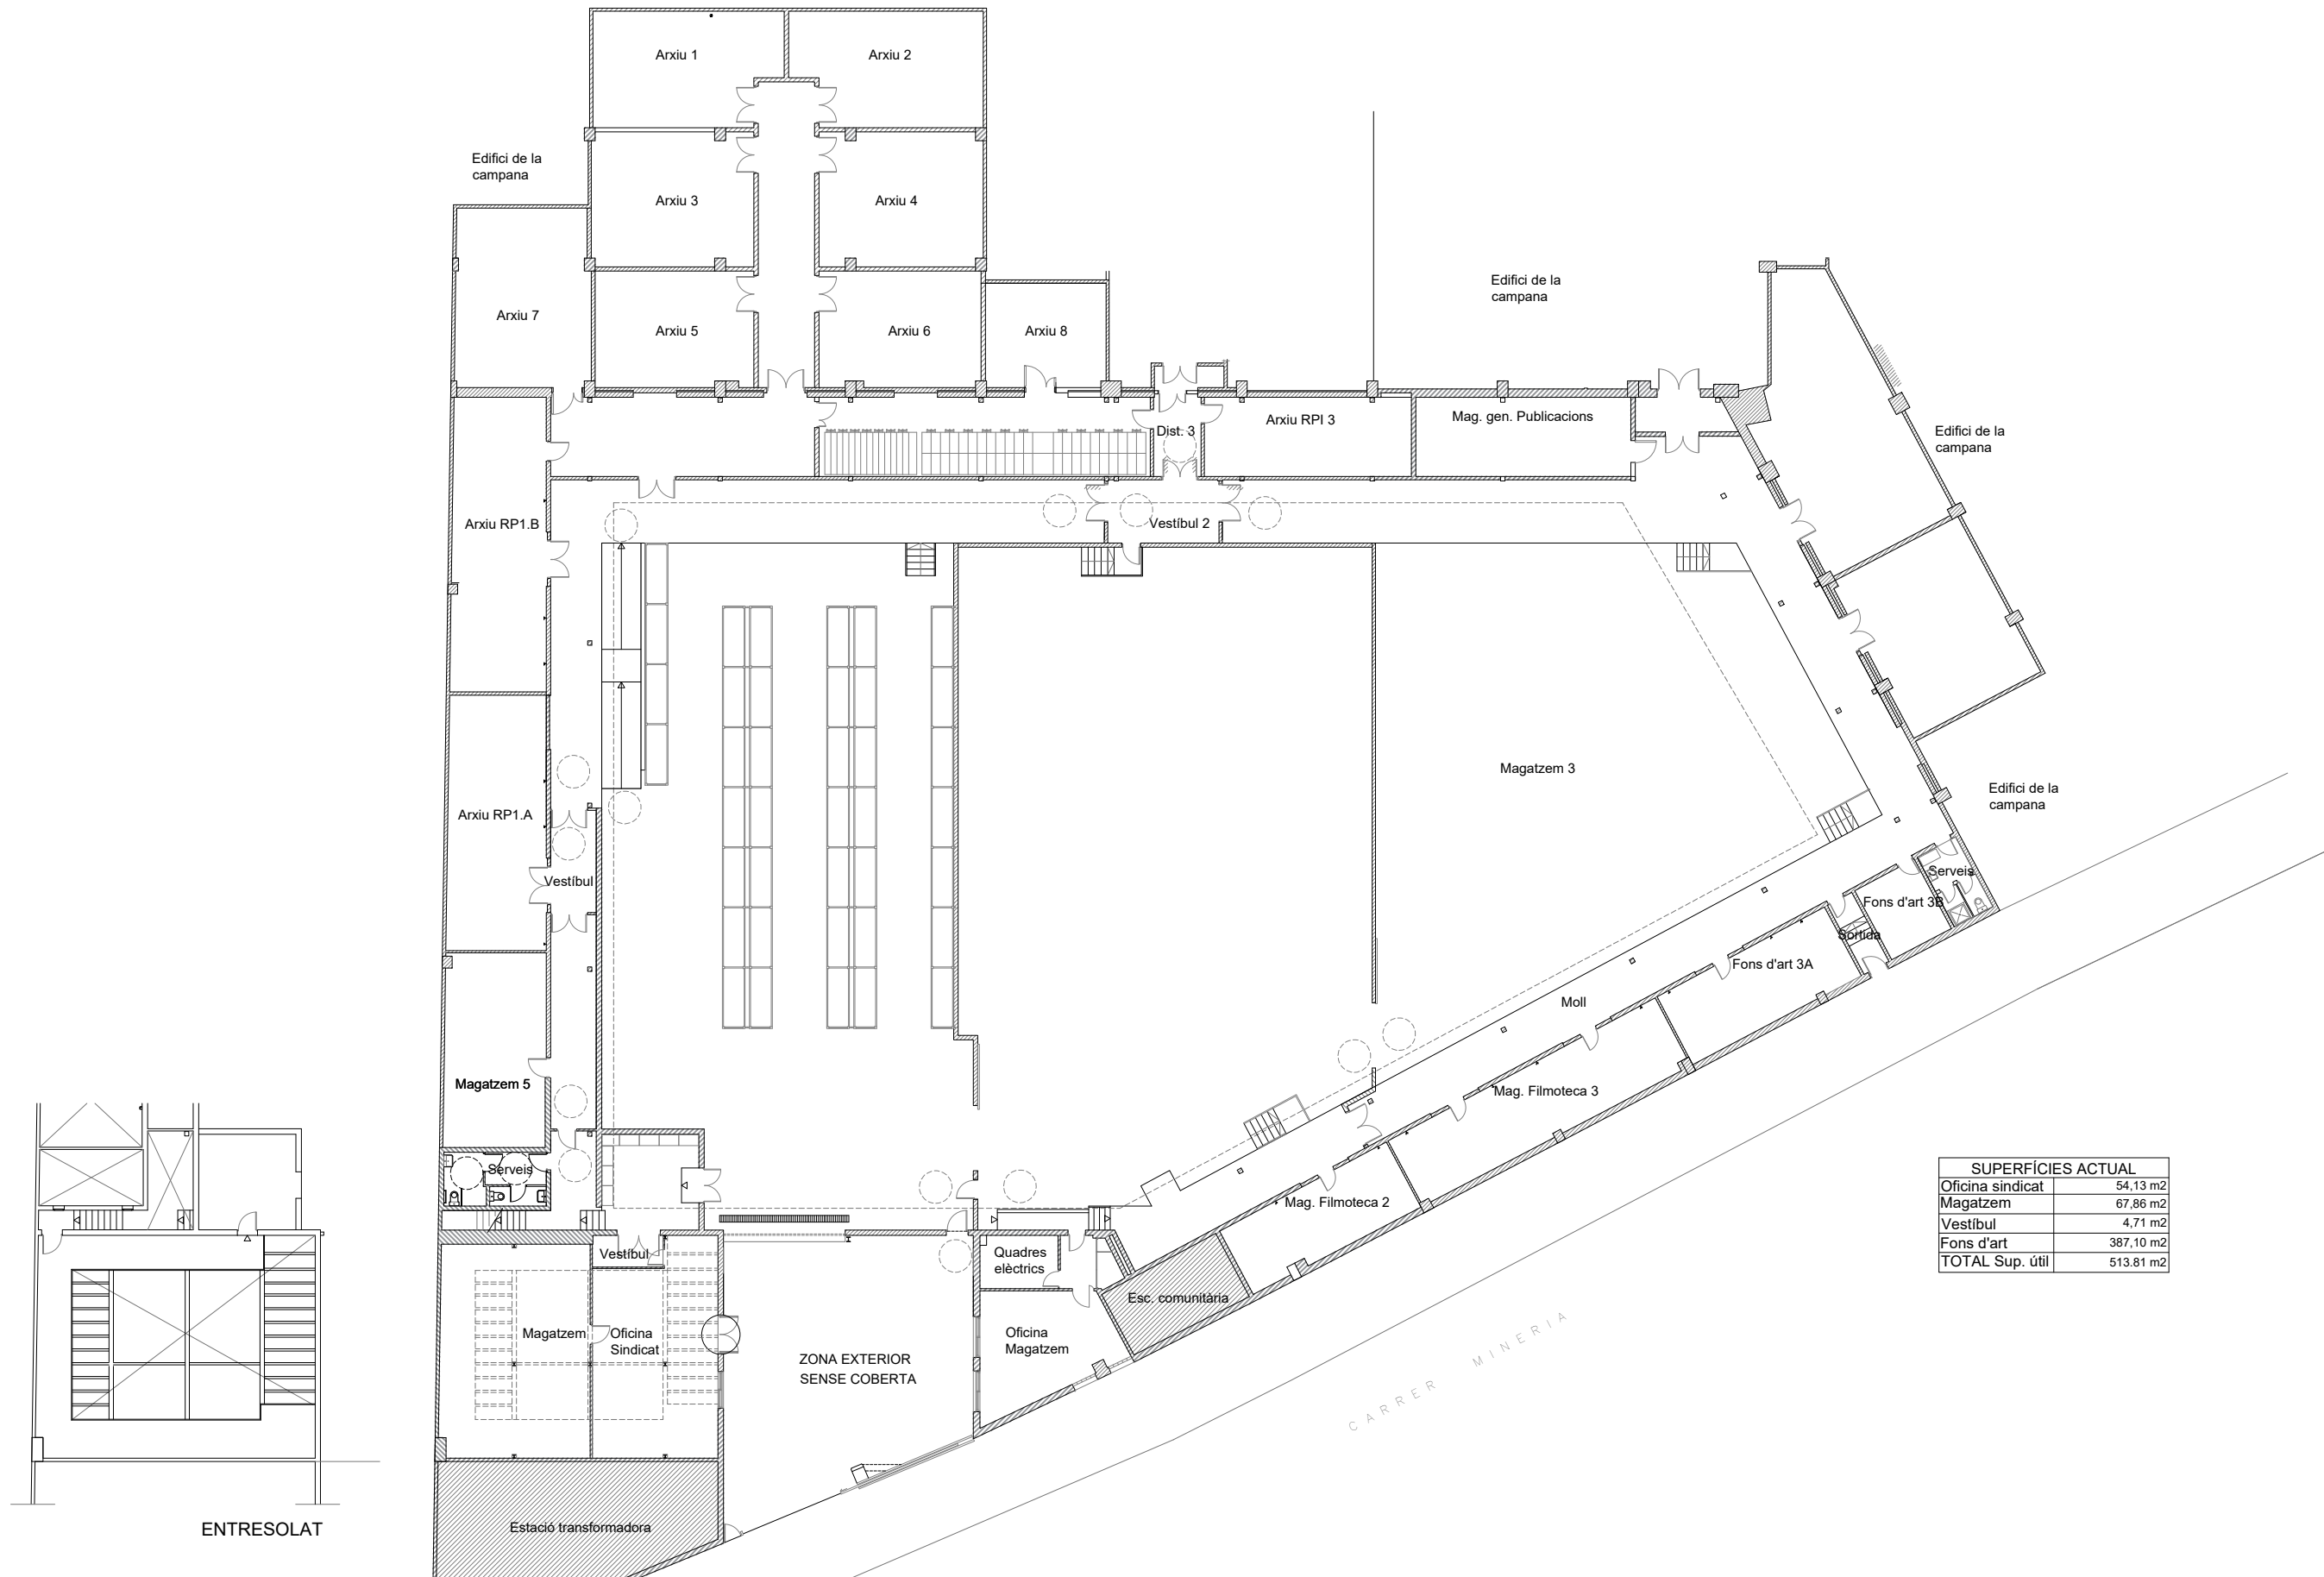 Arxiu 1
Arxiu 2
Edifici de la
campana
Arxiu 3
Arxiu 4
Edifici de la
campana
Arxiu 7
Arxiu 5
Arxiu 6
Arxiu 8
Dist. 3
Arxiu RPI 3
Mag. gen. Publicacions
Edifici de la
campana
Arxiu RP1.B
Vestíbul 2
Magatzem 3
Edifici de la
campana
Arxiu RP1.A
Vestíbul
Serveis
Fons d'art 3B
Sortida
Fons d'art 3A
Moll
Magatzem 5
Mag. Filmoteca 3
Serveis
Mag. Filmoteca 2
Vestíbul
Quadres
elèctrics
Esc. comunitària
Magatzem
Oficina
Sindicat
Oficina
Magatzem
ZONA EXTERIOR
SENSE COBERTA
CARRER MINERIA
Estació transformadora
ENTRESOLAT
SUPERFÍCIES ACTUAL
Oficina sindicat 54,13 m2
Magatzem 67,86 m2
Vestíbul 4,71 m2
Fons d'art 387,10 m2
TOTAL Sup. útil 513.81 m2